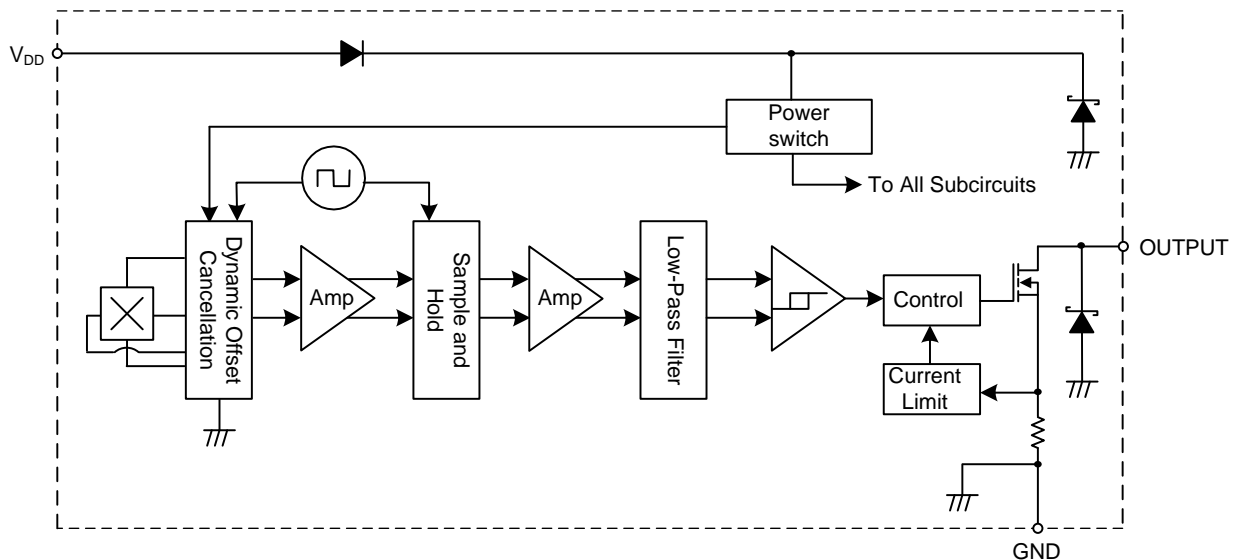 V_DD
Power
switch
To All Subcircuits
Dynamic Offset
Cancellation
Amp
Sample and
Hold
Amp
Low-Pass Filter
Control
OUTPUT
Current
Limit
GND